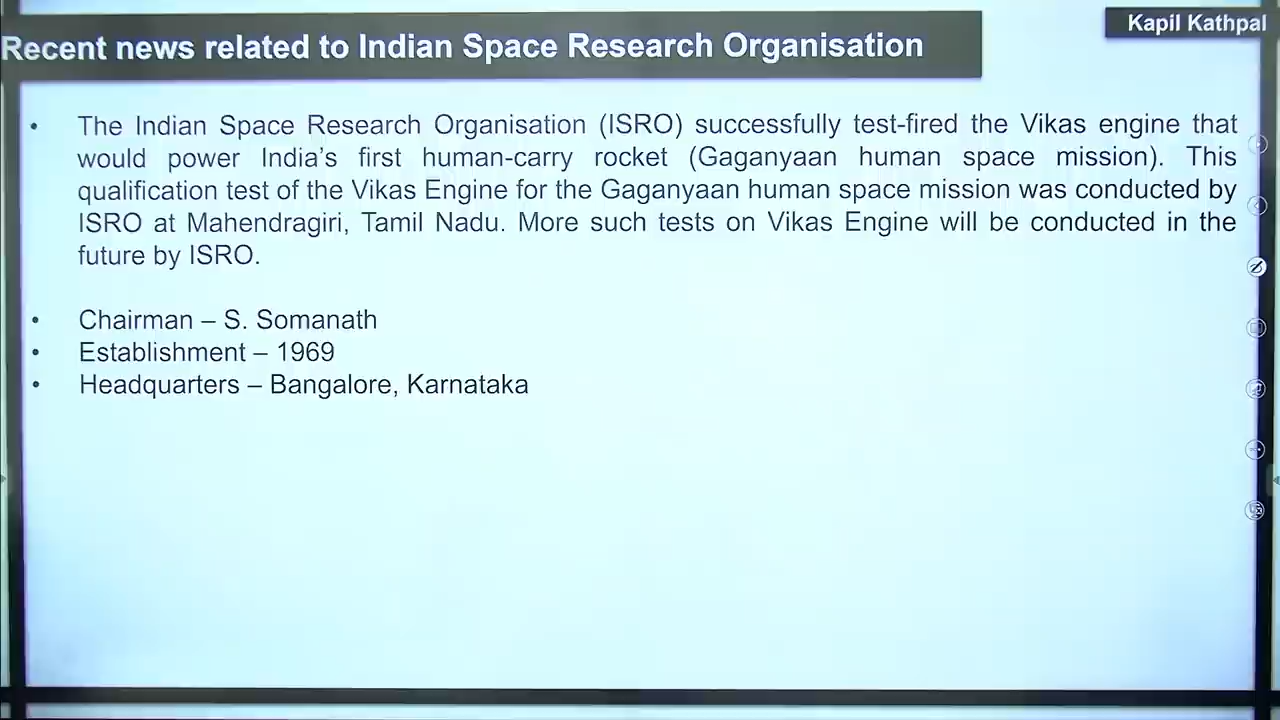 Kapil Kathpal
Recent news related to Indian Space Research Organisation
• The Indian Space Research Organisation (ISRO) successfully test-fired the Vikas engine that
would power India’s first human-carry rocket (Gaganyaan human space mission). This
qualification test of the Vikas Engine for the Gaganyaan human space mission was conducted by
ISRO at Mahendragiri, Tamil Nadu. More such tests on Vikas Engine will be conducted in the
future by ISRO.
• Chairman – S. Somanath
• Establishment – 1969
• Headquarters – Bangalore, Karnataka